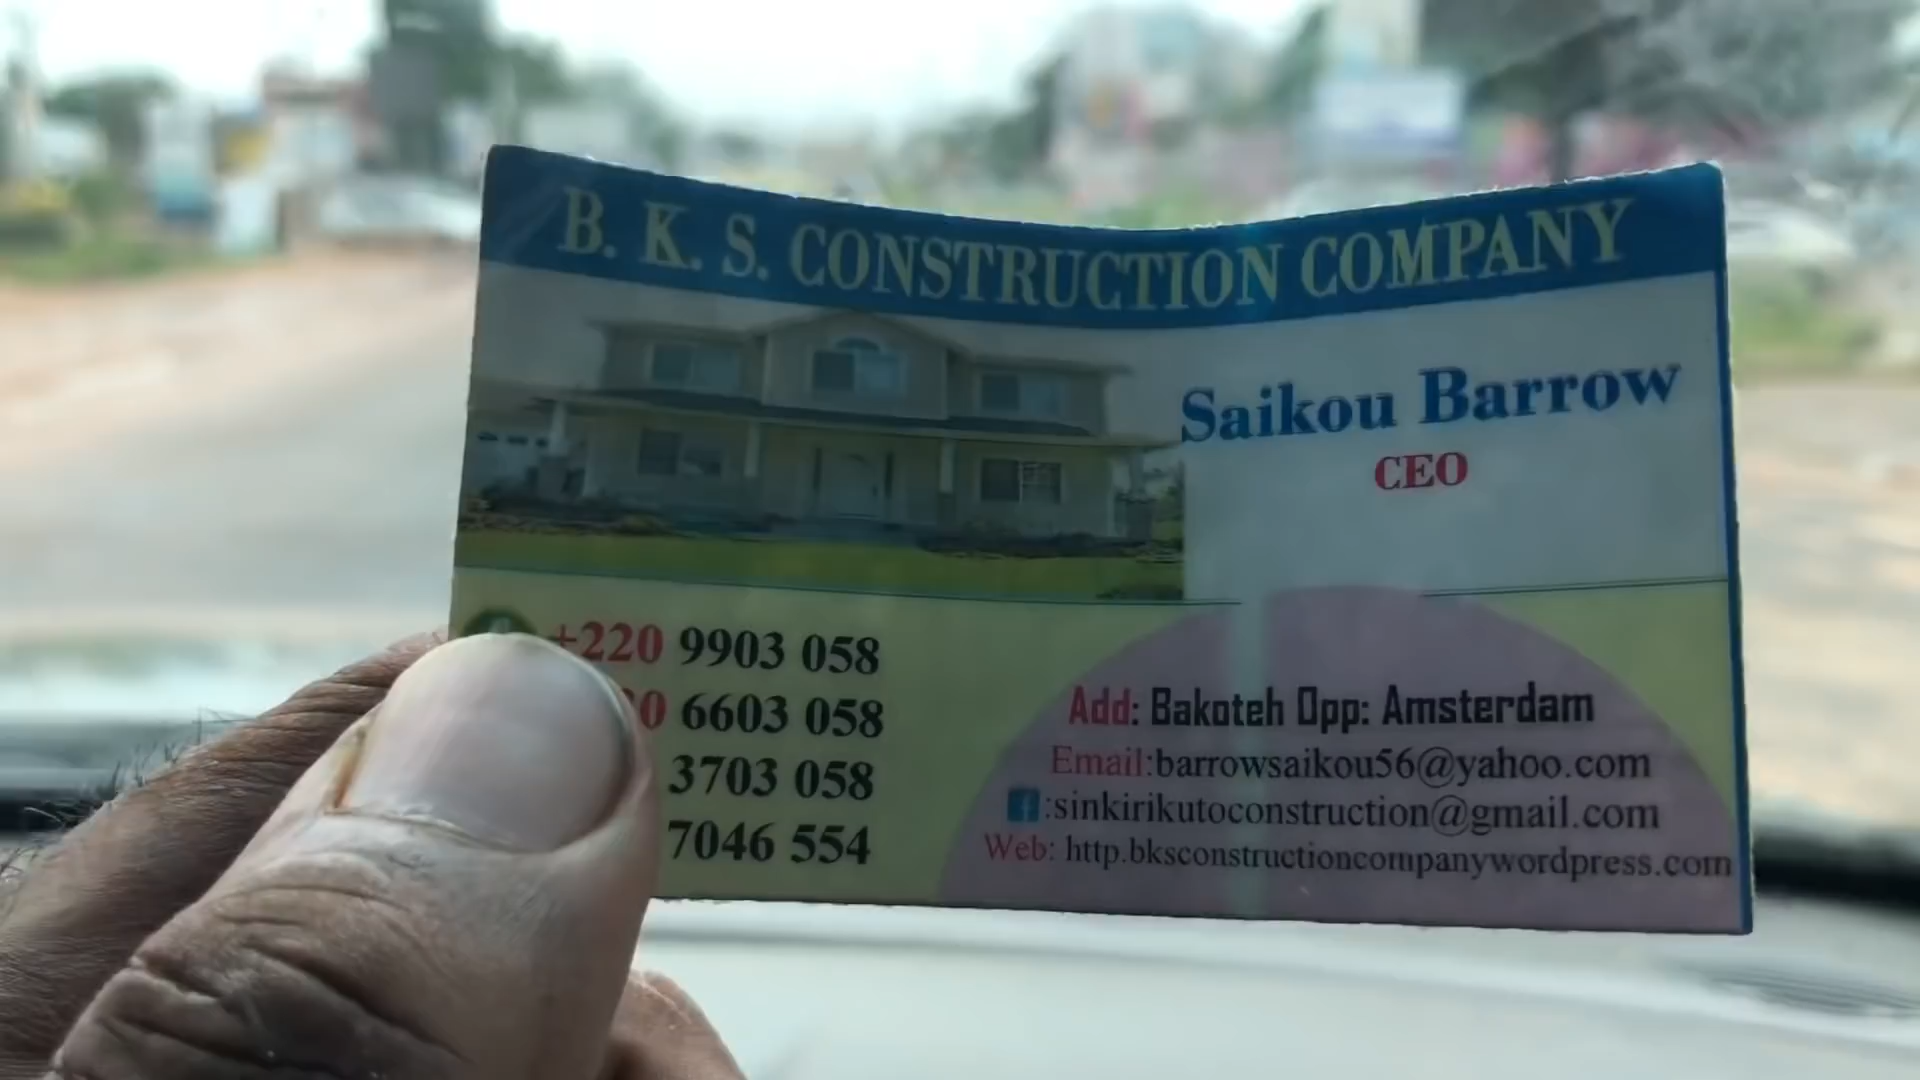 B. K. S. CONSTRUCTION COMPANY
Saikou Barrow
CEO
+220 9903 058
0 6603 058
3703 058
7046 554
Add: Bakoteh Opp: Amsterdam
Email:barrowsaikou56@yahoo.com
:sinkirikutoconstruction@gmail.com
Web: http.bksconstructioncompanywordpress.com